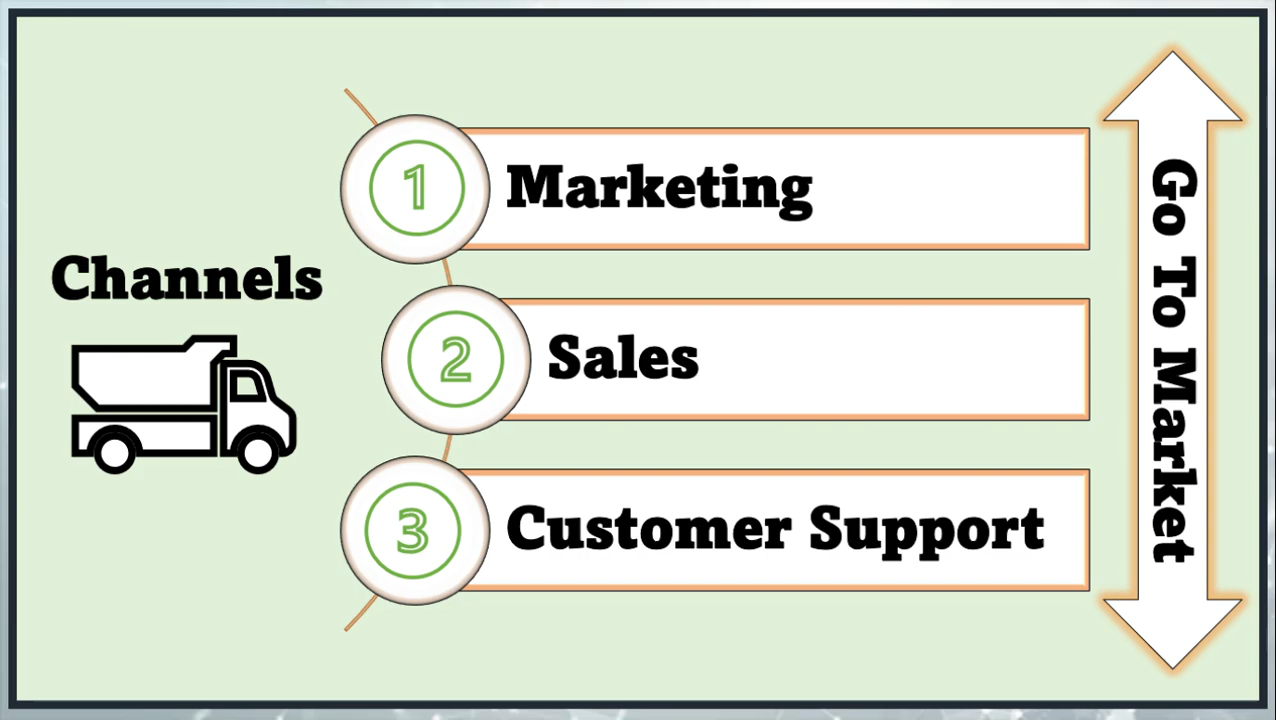 Channels
1
Marketing
2
Sales
3
Customer Support
Go To Market